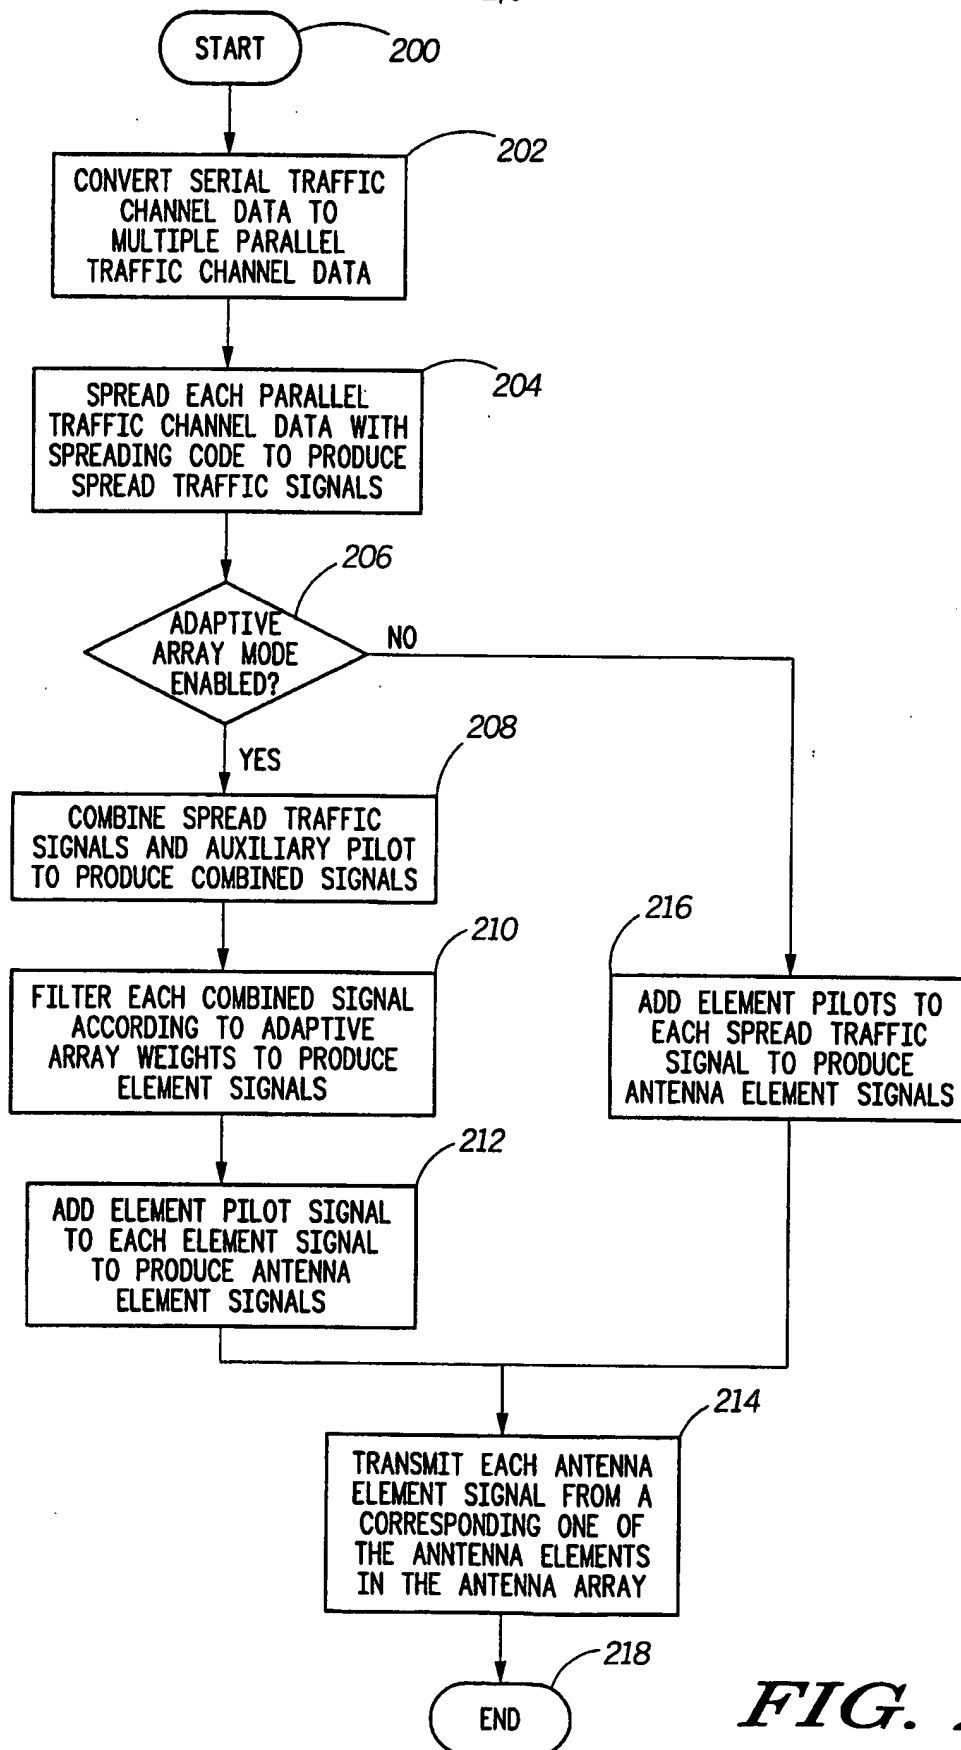 START
200
202
CONVERT SERIAL TRAFFIC
CHANNEL DATA TO
MULTIPLE PARALLEL
TRAFFIC CHANNEL DATA
204
SPREAD EACH PARALLEL
TRAFFIC CHANNEL DATA WITH
SPREADING CODE TO PRODUCE
SPREAD TRAFFIC SIGNALS
206
ADAPTIVE
ARRAY MODE
ENABLED?
NO
YES
208
COMBINE SPREAD TRAFFIC
SIGNALS AND AUXILIARY PILOT
TO PRODUCE COMBINED SIGNALS
210
FILTER EACH COMBINED SIGNAL
ACCORDING TO ADAPTIVE
ARRAY WEIGHTS TO PRODUCE
ELEMENT SIGNALS
216
ADD ELEMENT PILOTS TO
EACH SPREAD TRAFFIC
SIGNAL TO PRODUCE
ANTENNA ELEMENT SIGNALS
212
ADD ELEMENT PILOT SIGNAL
TO EACH ELEMENT SIGNAL
TO PRODUCE ANTENNA
ELEMENT SIGNALS
214
TRANSMIT EACH ANTENNA
ELEMENT SIGNAL FROM A
CORRESPONDING ONE OF
THE ANNTENNA ELEMENTS
IN THE ANTENNA ARRAY
218
END
FIG.